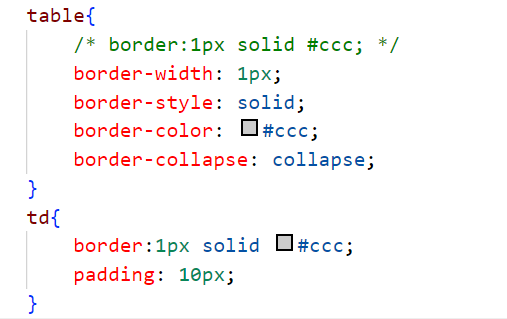 table{
/* border:1px solid #ccc; */
border-width: 1px;
border-style: solid;
border-color: #ccc;
border-collapse: collapse;
}
td{
border:1px solid #ccc;
padding: 10px;
}